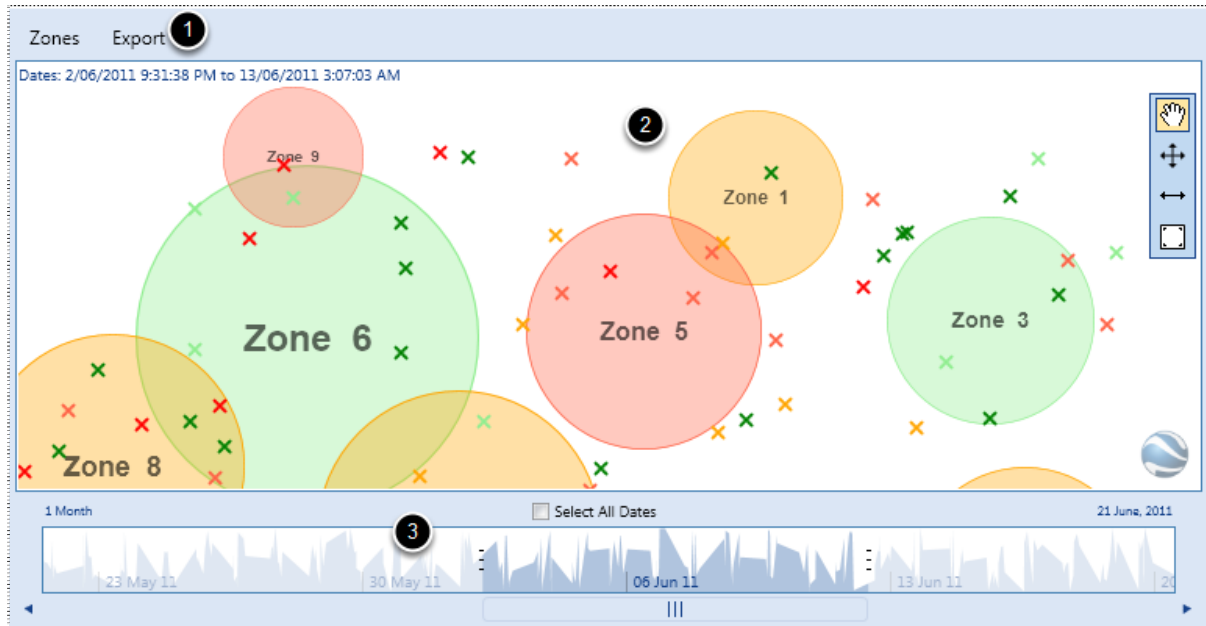 Zones Export 1
Dates: 2/06/2011 9:31:38 PM to 13/06/2011 3:07:03 AM
2
Zone 9
Zone 1
Zone 3
Zone 6
Zone 5
Zone 8
1 Month Select All Dates 21 June, 2011
3
23 May 11 30 May 11 06 Jun 11 13 Jun 11 20